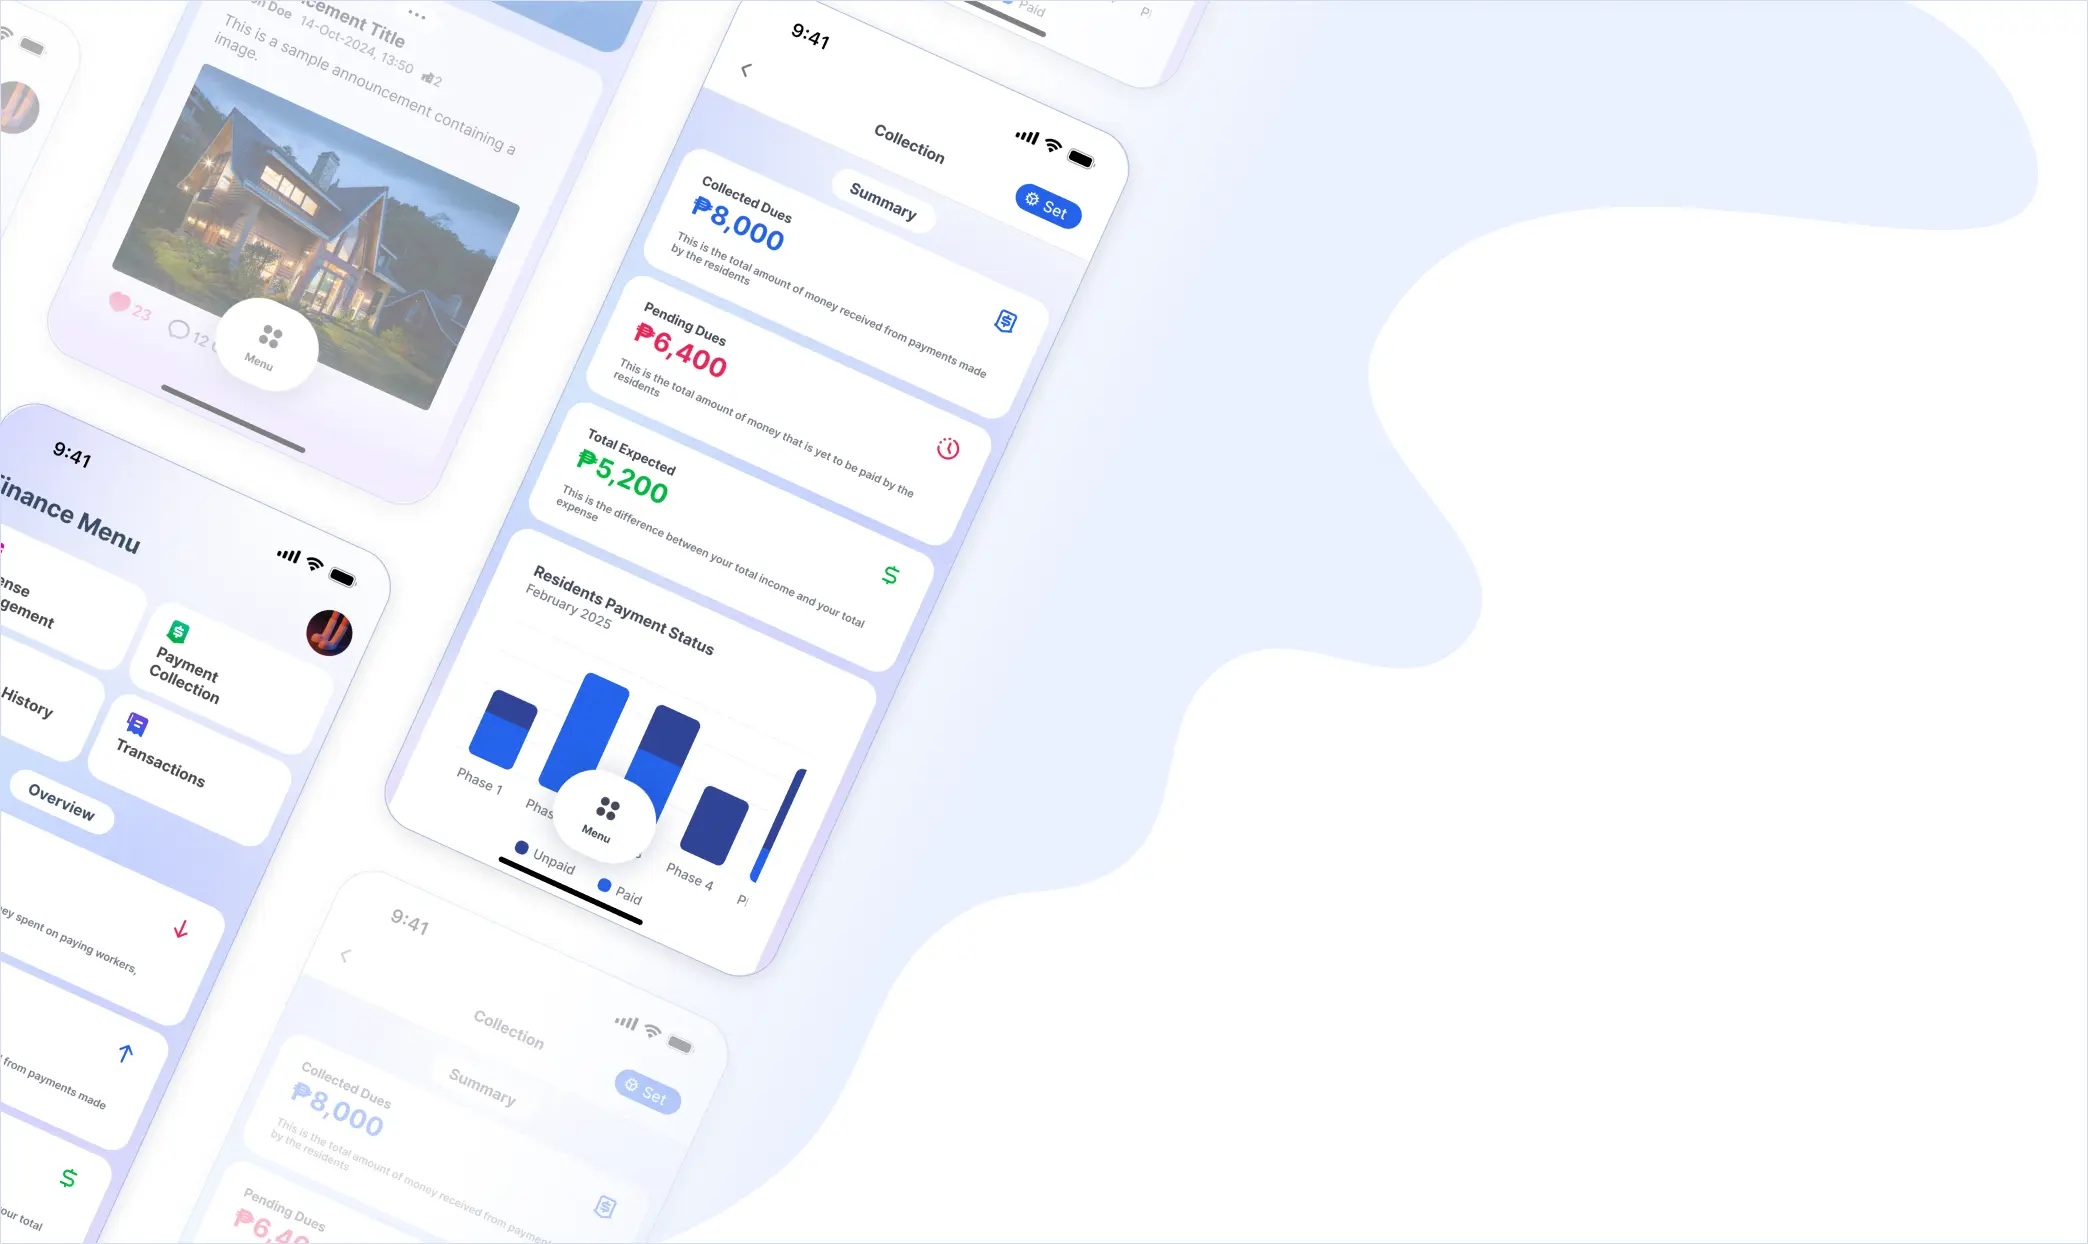 cement Title
n Doe 14-Oct-2024, 13:50 2
This is a sample announcement containing a
image.
23
12
Menu
9:41
Finance Menu
ense
gement
Payment
Collection
History
Transactions
Overview
ey spent on paying workers,
from payments made
our total
Paid
9:41
Collection
Set
Summary
Collected Dues
₱8,000
This is the total amount of money received from payments made
by the residents
Pending Dues
₱6,400
This is the total amount of money that is yet to be paid by the
residents
Total Expected
₱5,200
This is the difference between your total income and your total
expense
Residents Payment Status
February 2025
Phase 1
Phas
Phase 4
Menu
Unpaid
Paid
9:41
Collection
Set
Summary
Collected Dues
₱8,000
This is the total amount of money received from payment
by the residents
Pending Dues
₱6,40